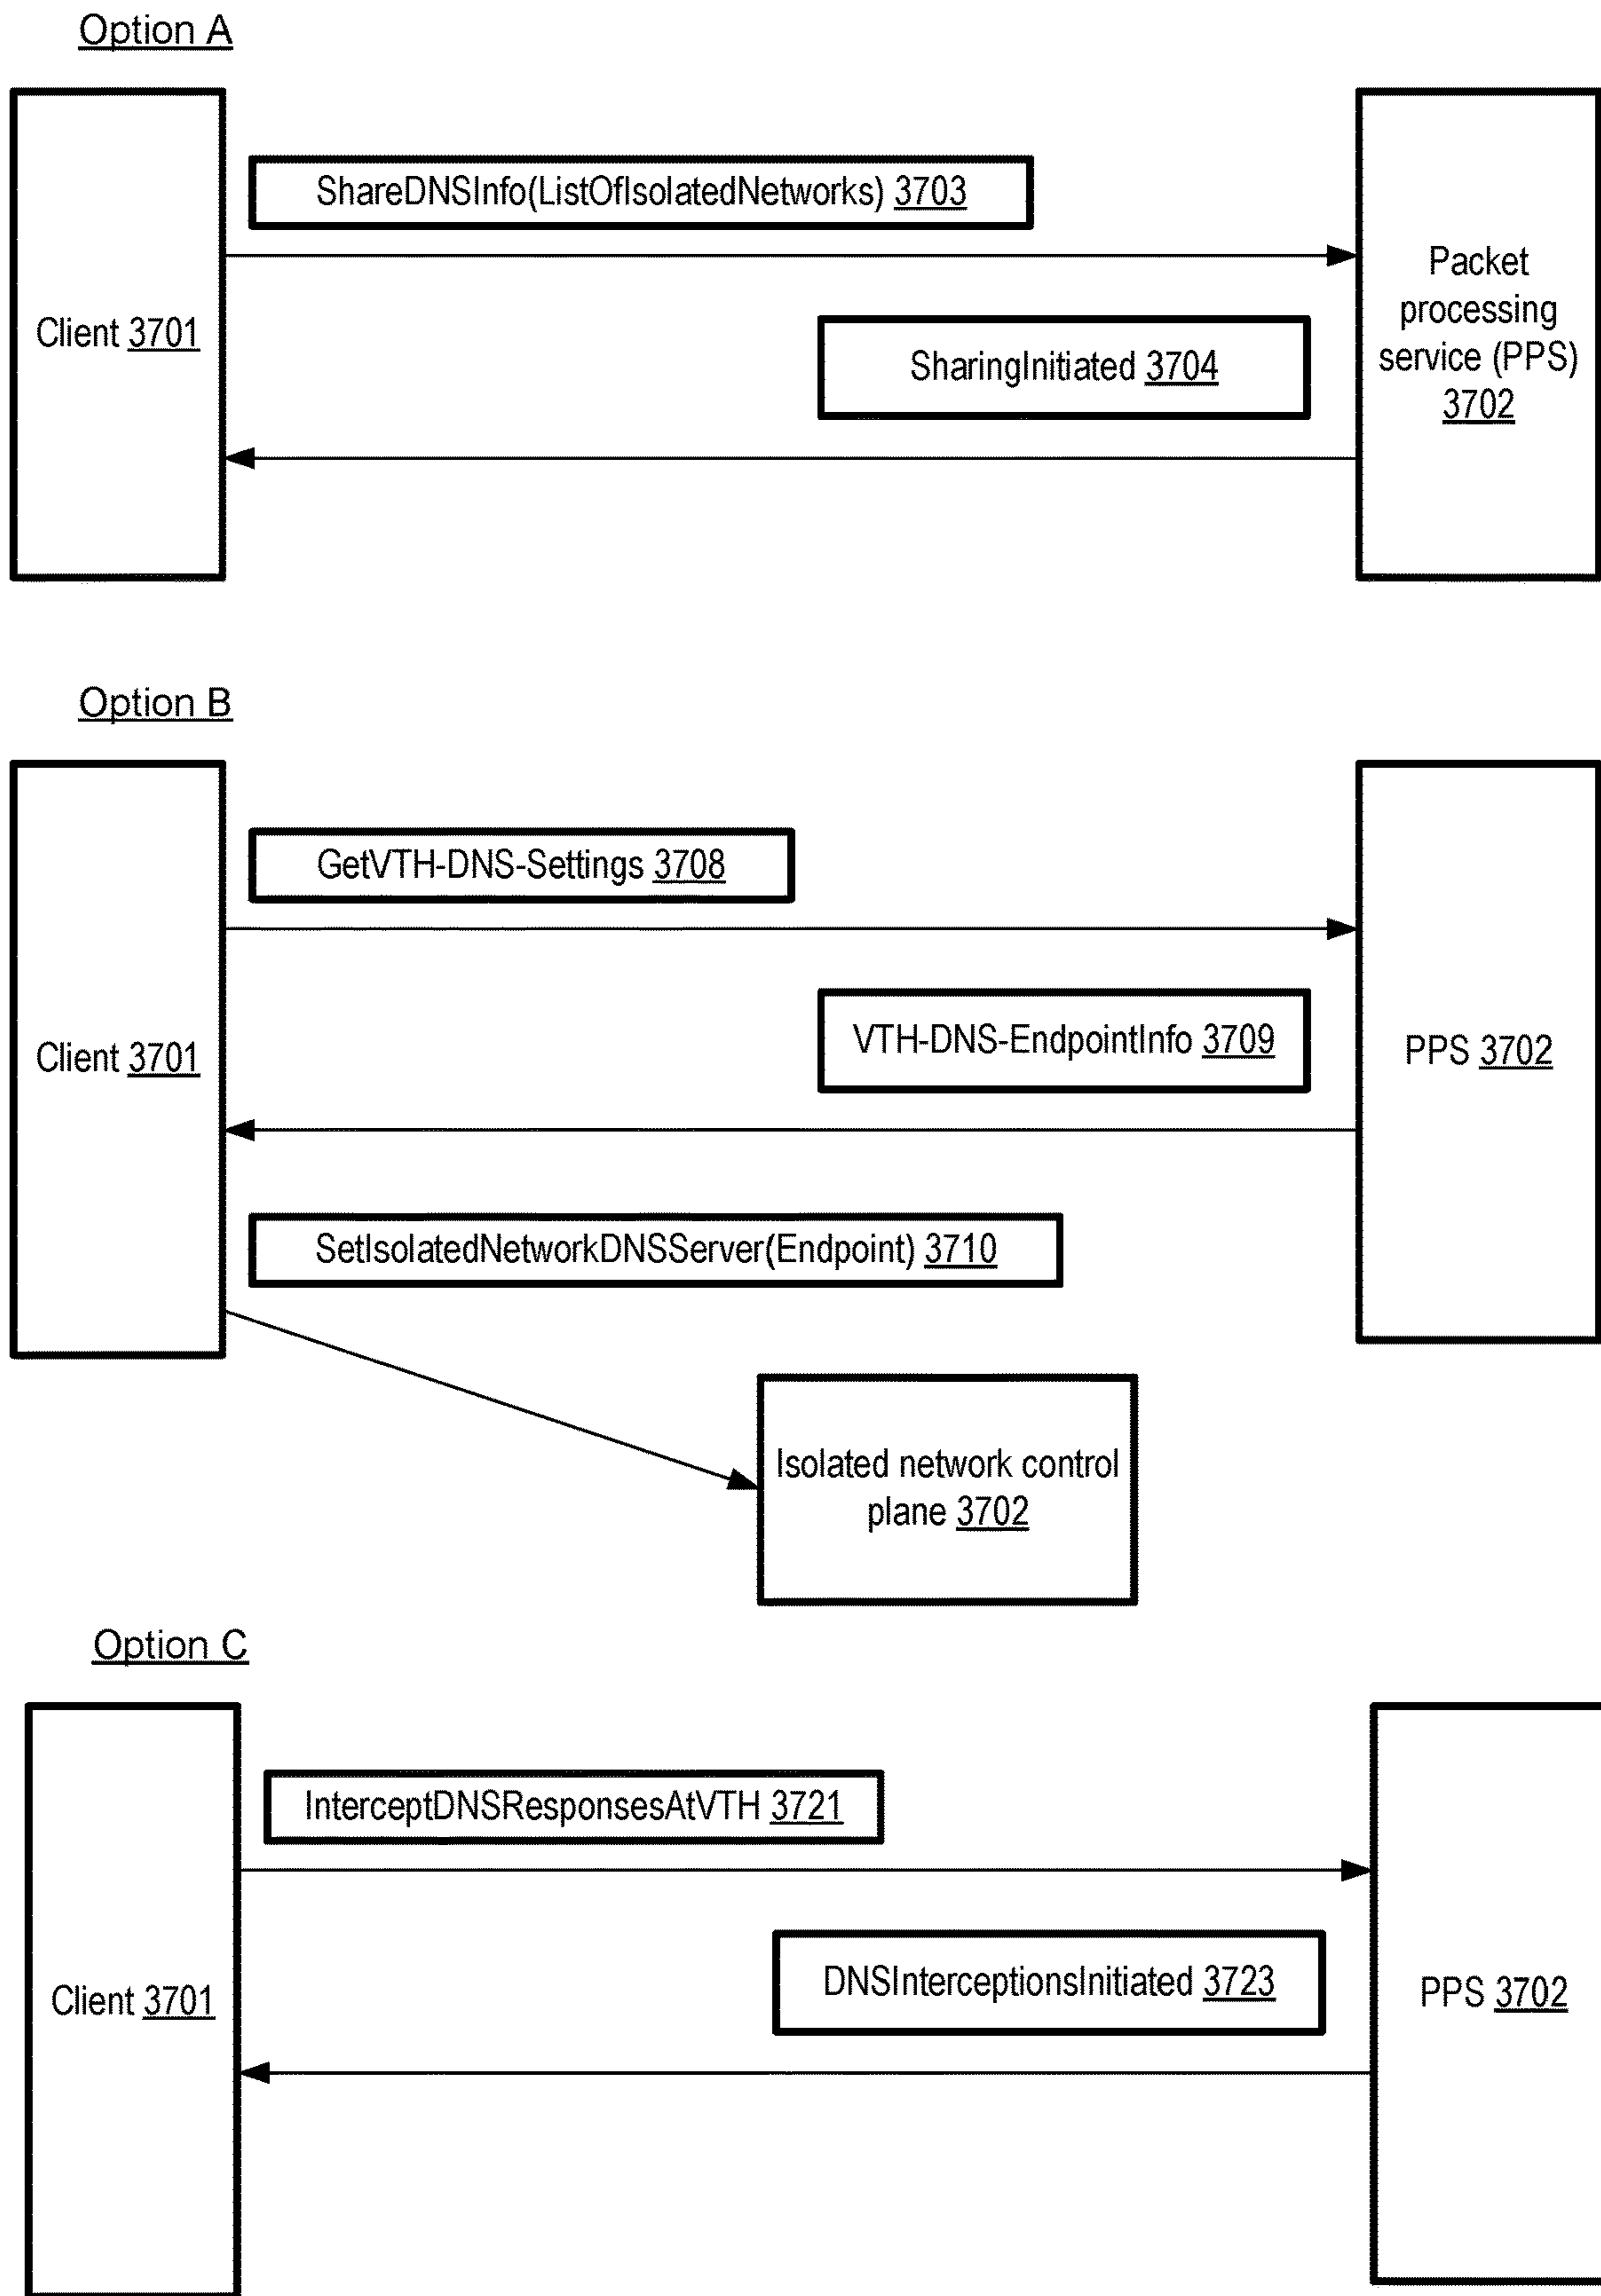 Option A
ShareDNSInfo(ListOfIsolatedNetworks) 3703
Client 3701
SharingInitiated 3704
Packet
processing
service (PPS)
3702
Option B
GetVTH-DNS-Settings 3708
Client 3701
VTH-DNS-EndpointInfo 3709
PPS 3702
SetIsolatedNetworkDNSServer(Endpoint) 3710
Isolated network control
plane 3702
Option C
InterceptDNSResponsesAtVTH 3721
Client 3701
DNSInterceptionsInitiated 3723
PPS 3702